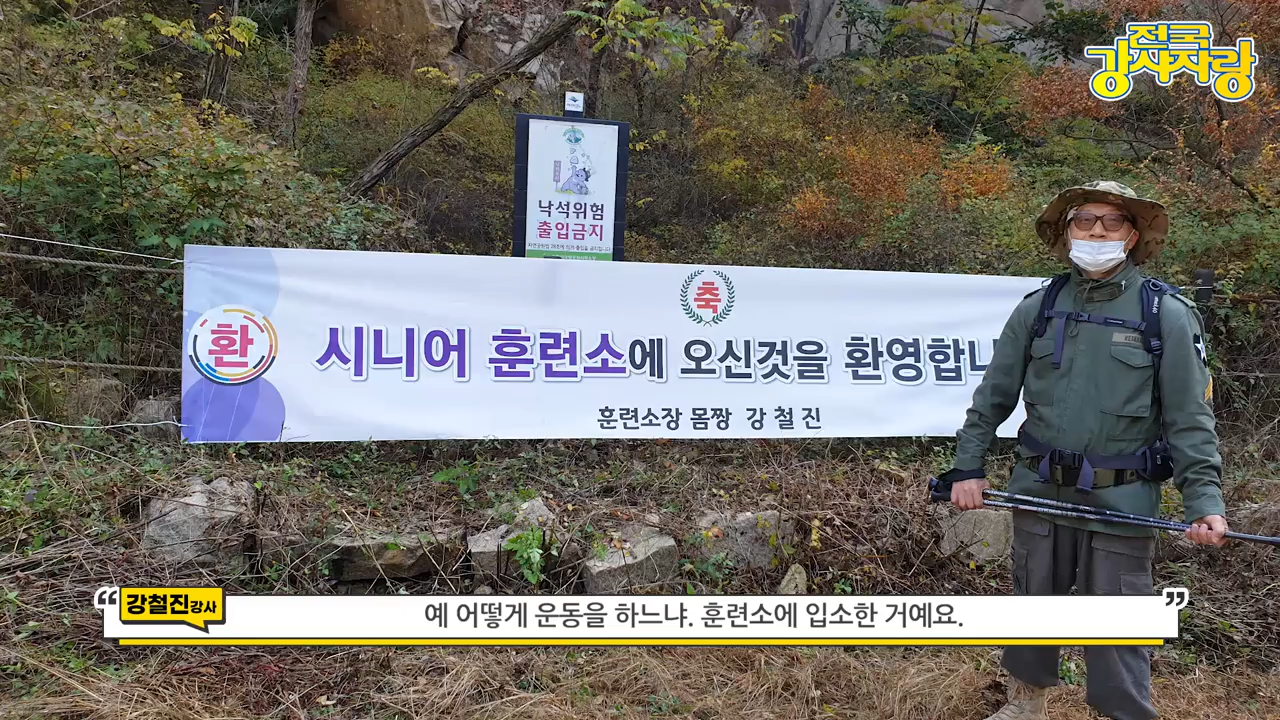 전국
강사자랑
낙석위험
출입금지
축
환
시니어 훈련소에 오신것을 환영합니
훈련소장 몸짱 강 철 진
강철진강사
예 어떻게 운동을 하느냐. 훈련소에 입소한 거예요.